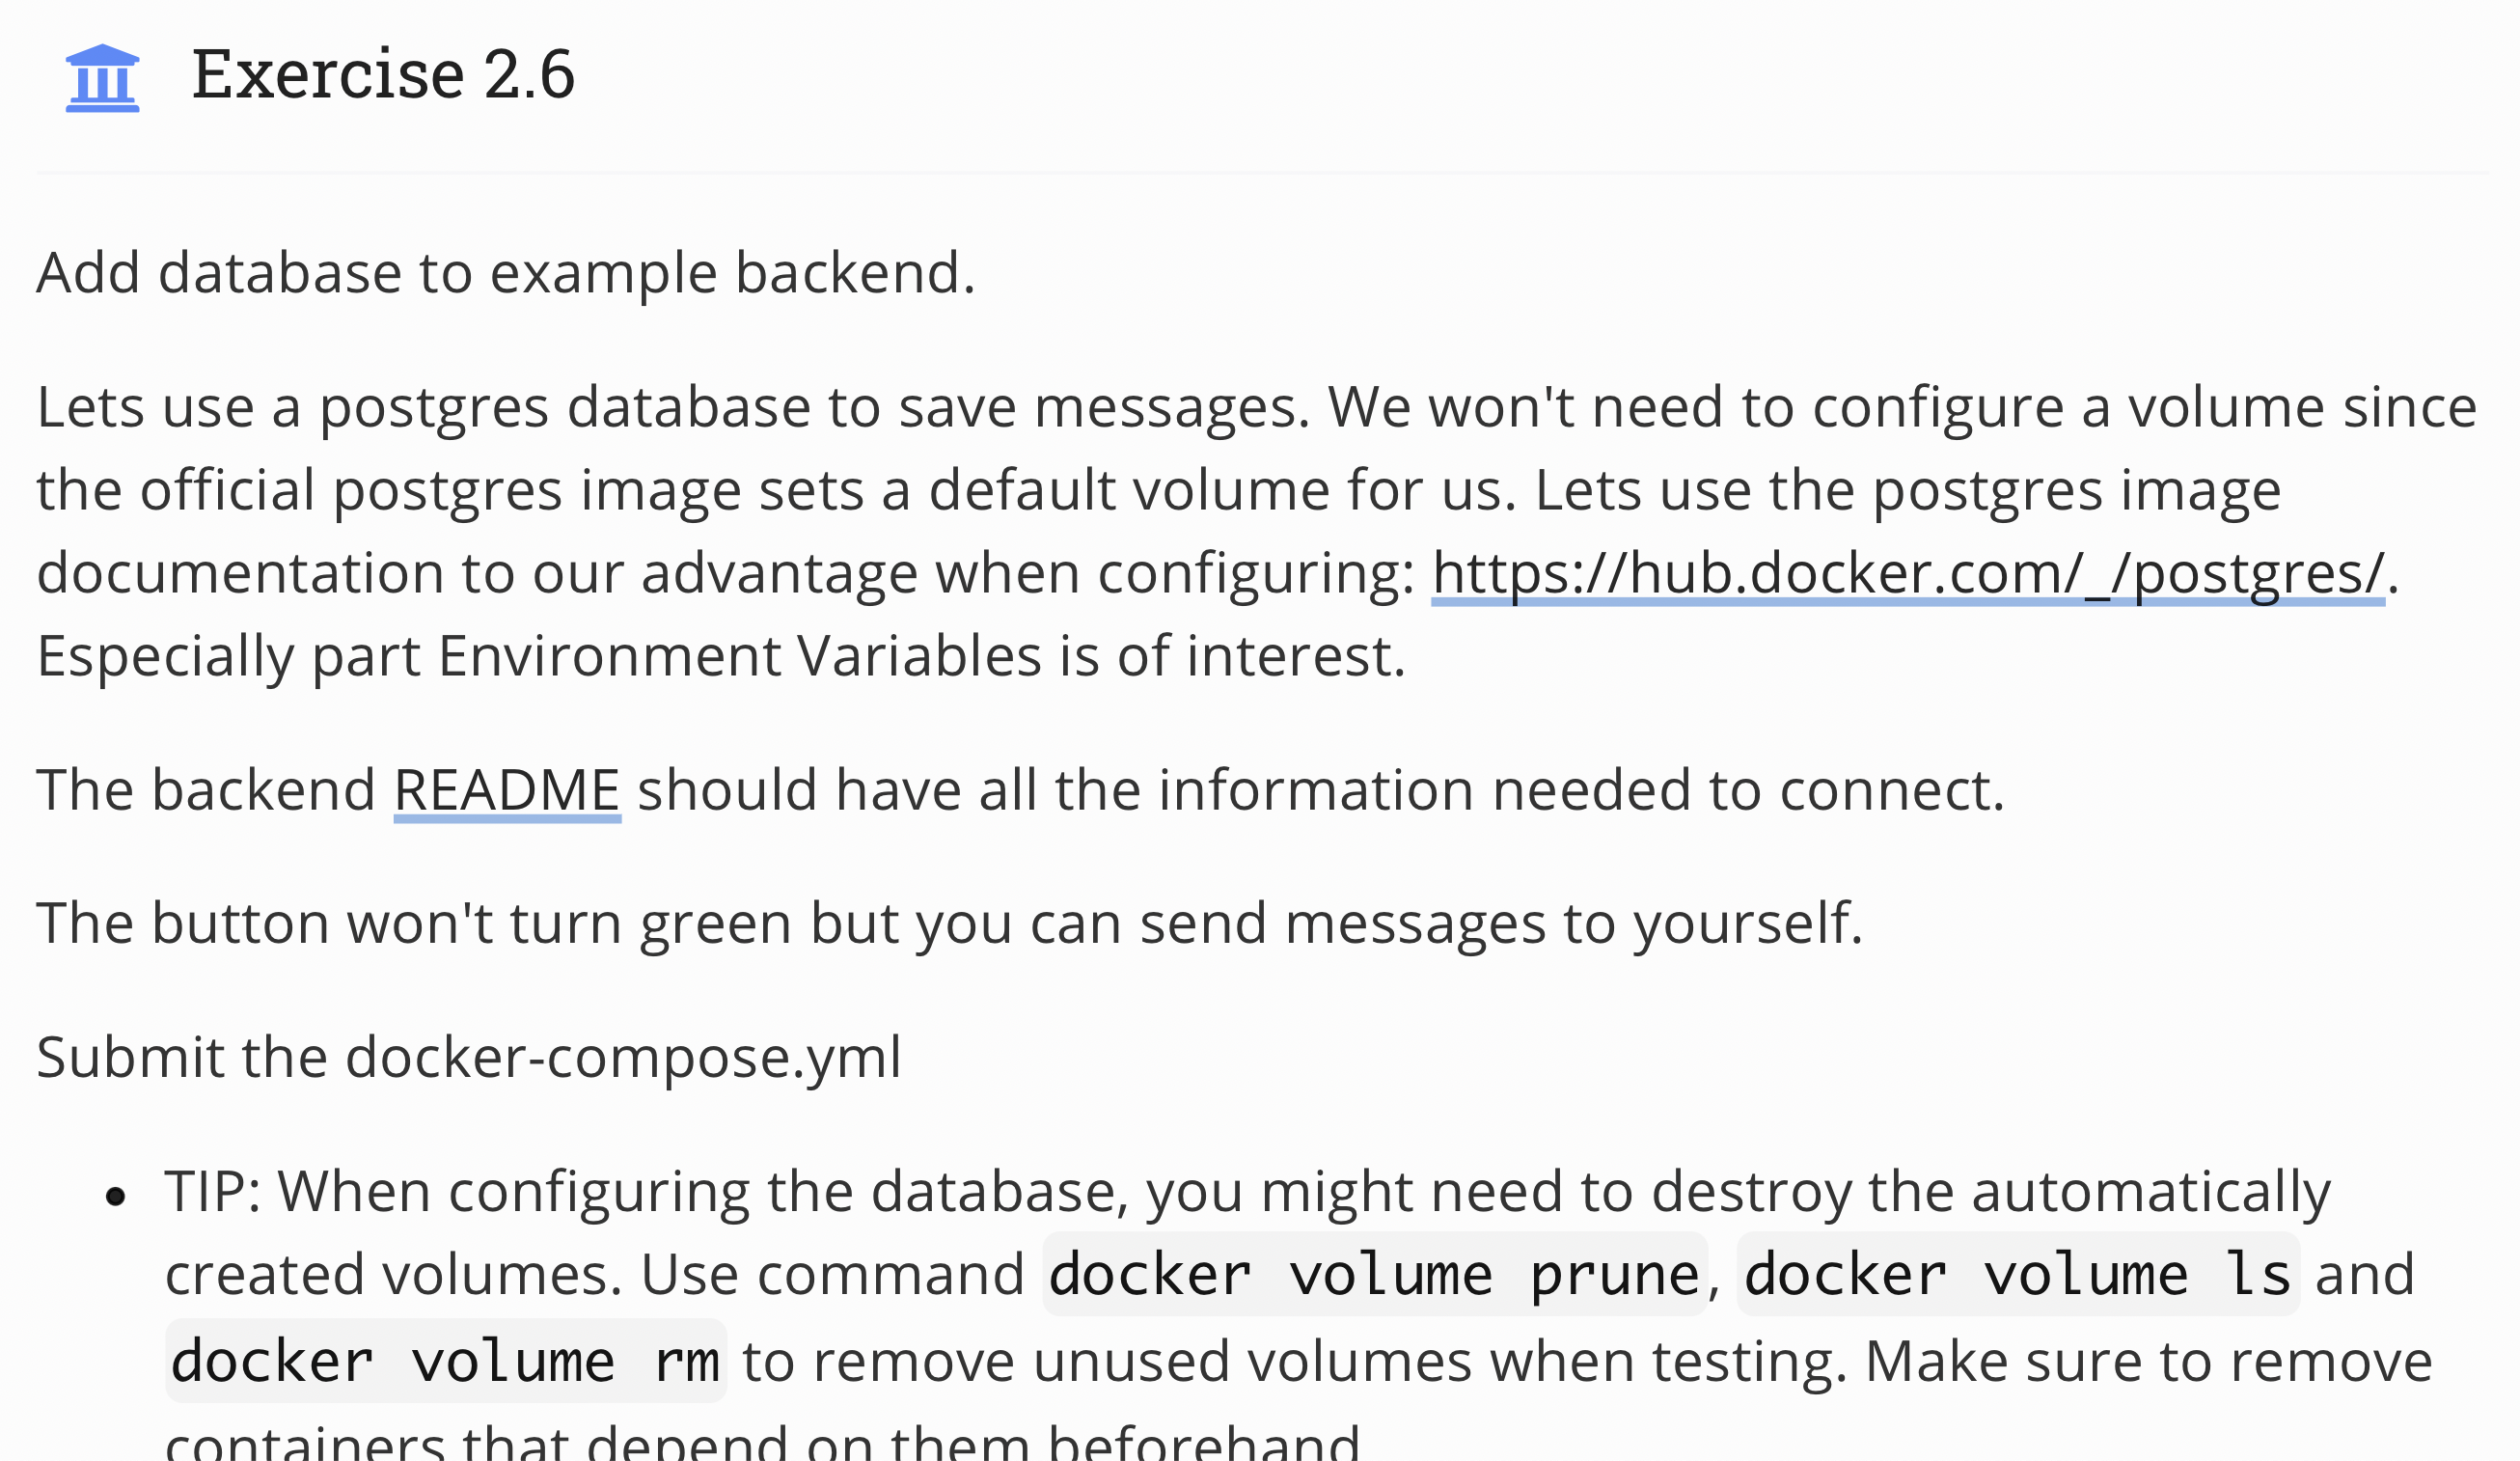 Exercise 2.6
Add database to example backend.
Lets use a postgres database to save messages. We won't need to configure a volume since
the official postgres image sets a default volume for us. Lets use the postgres image
documentation to our advantage when configuring: https://hub.docker.com/_/postgres/.
Especially part Environment Variables is of interest.
The backend README should have all the information needed to connect.
The button won't turn green but you can send messages to yourself.
Submit the docker-compose.yml
• TIP: When configuring the database, you might need to destroy the automatically
created volumes. Use command docker volume prune, docker volume ls and
docker volume rm to remove unused volumes when testing. Make sure to remove
containers that depend on them beforehand